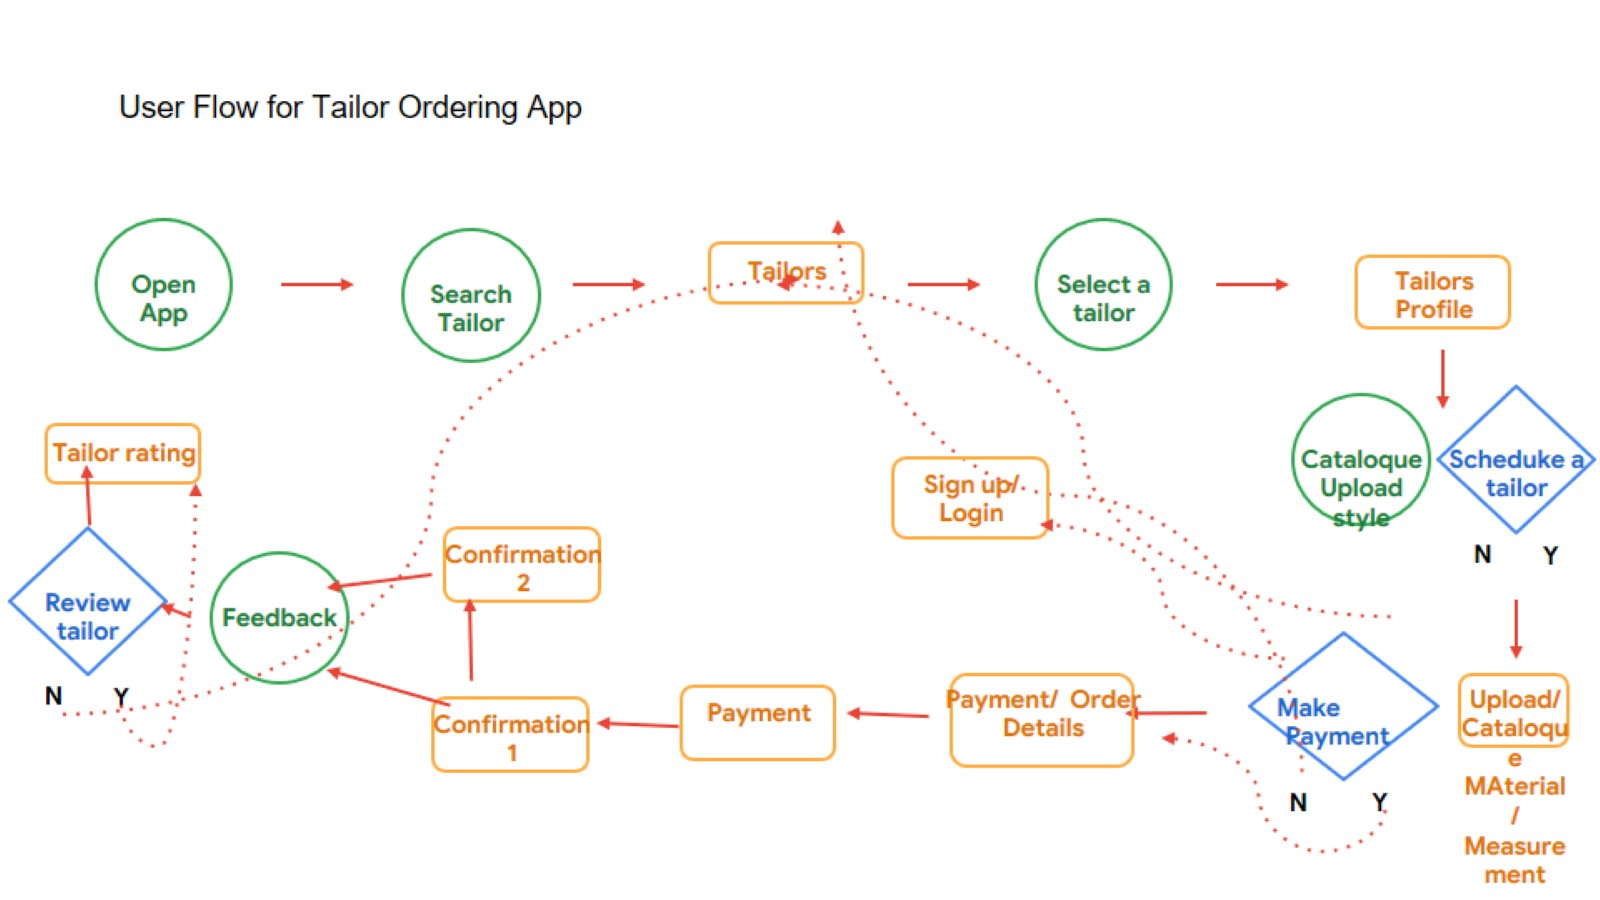 User Flow for Tailor Ordering App
Open
App
Search
Tailor
Tailors
Select a
tailor
Tailors
Profile
Cataloque
Upload
style
Scheduke a
tailor
N Y
Tailor rating
Sign up/
Login
Confirmation
2
Review
tailor
N Y
Feedback
Confirmation
1
Payment
Payment/ Order
Details
Make
Payment
N Y
Upload/
Cataloqu
e
MAterial
/
Measure
ment